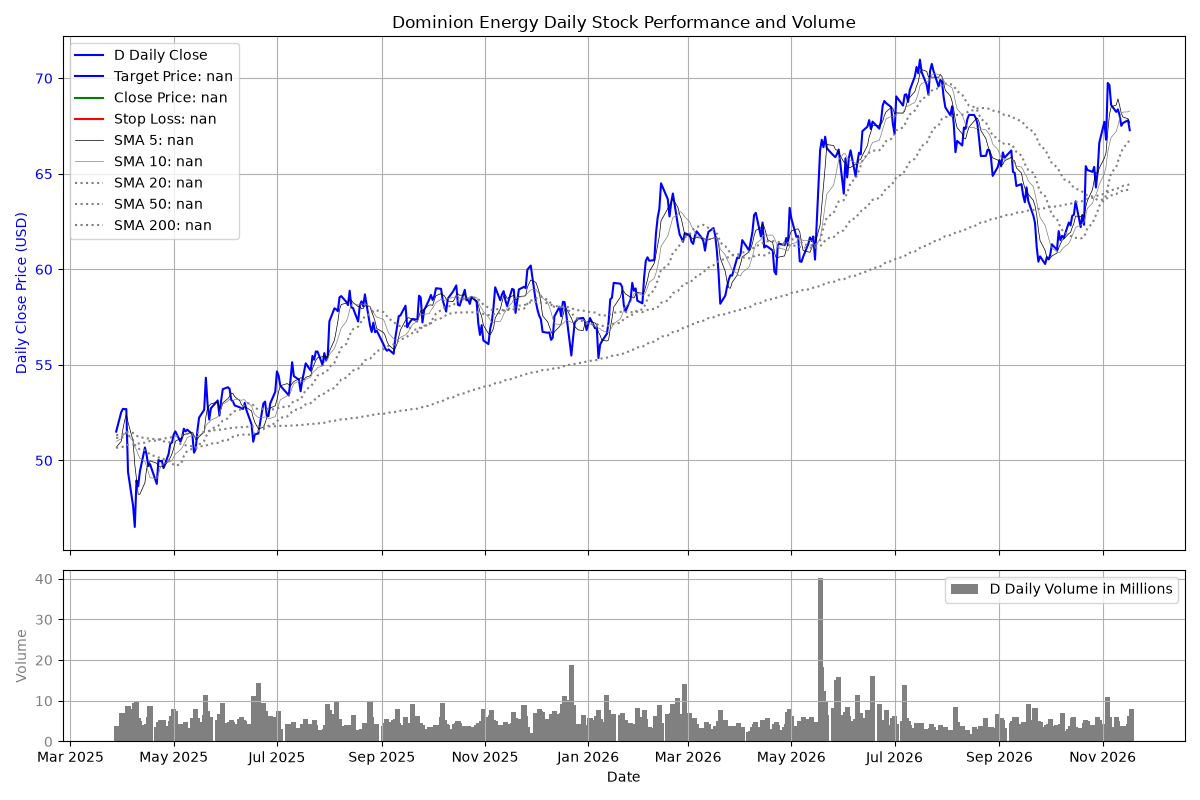 Dominion Energy Daily Stock Performance and Volume
D Daily Close
Target Price: nan
Close Price: nan
Stop Loss: nan
SMA 5: nan
SMA 10: nan
SMA 20: nan
SMA 50: nan
SMA 200: nan
Daily Close Price (USD)
70
65
60
55
50
D Daily Volume in Millions
Volume
40
30
20
10
0
Mar 2025 May 2025 Jul 2025 Sep 2025 Nov 2025 Jan 2026 Mar 2026 May 2026 Jul 2026 Sep 2026 Nov 2026
Date